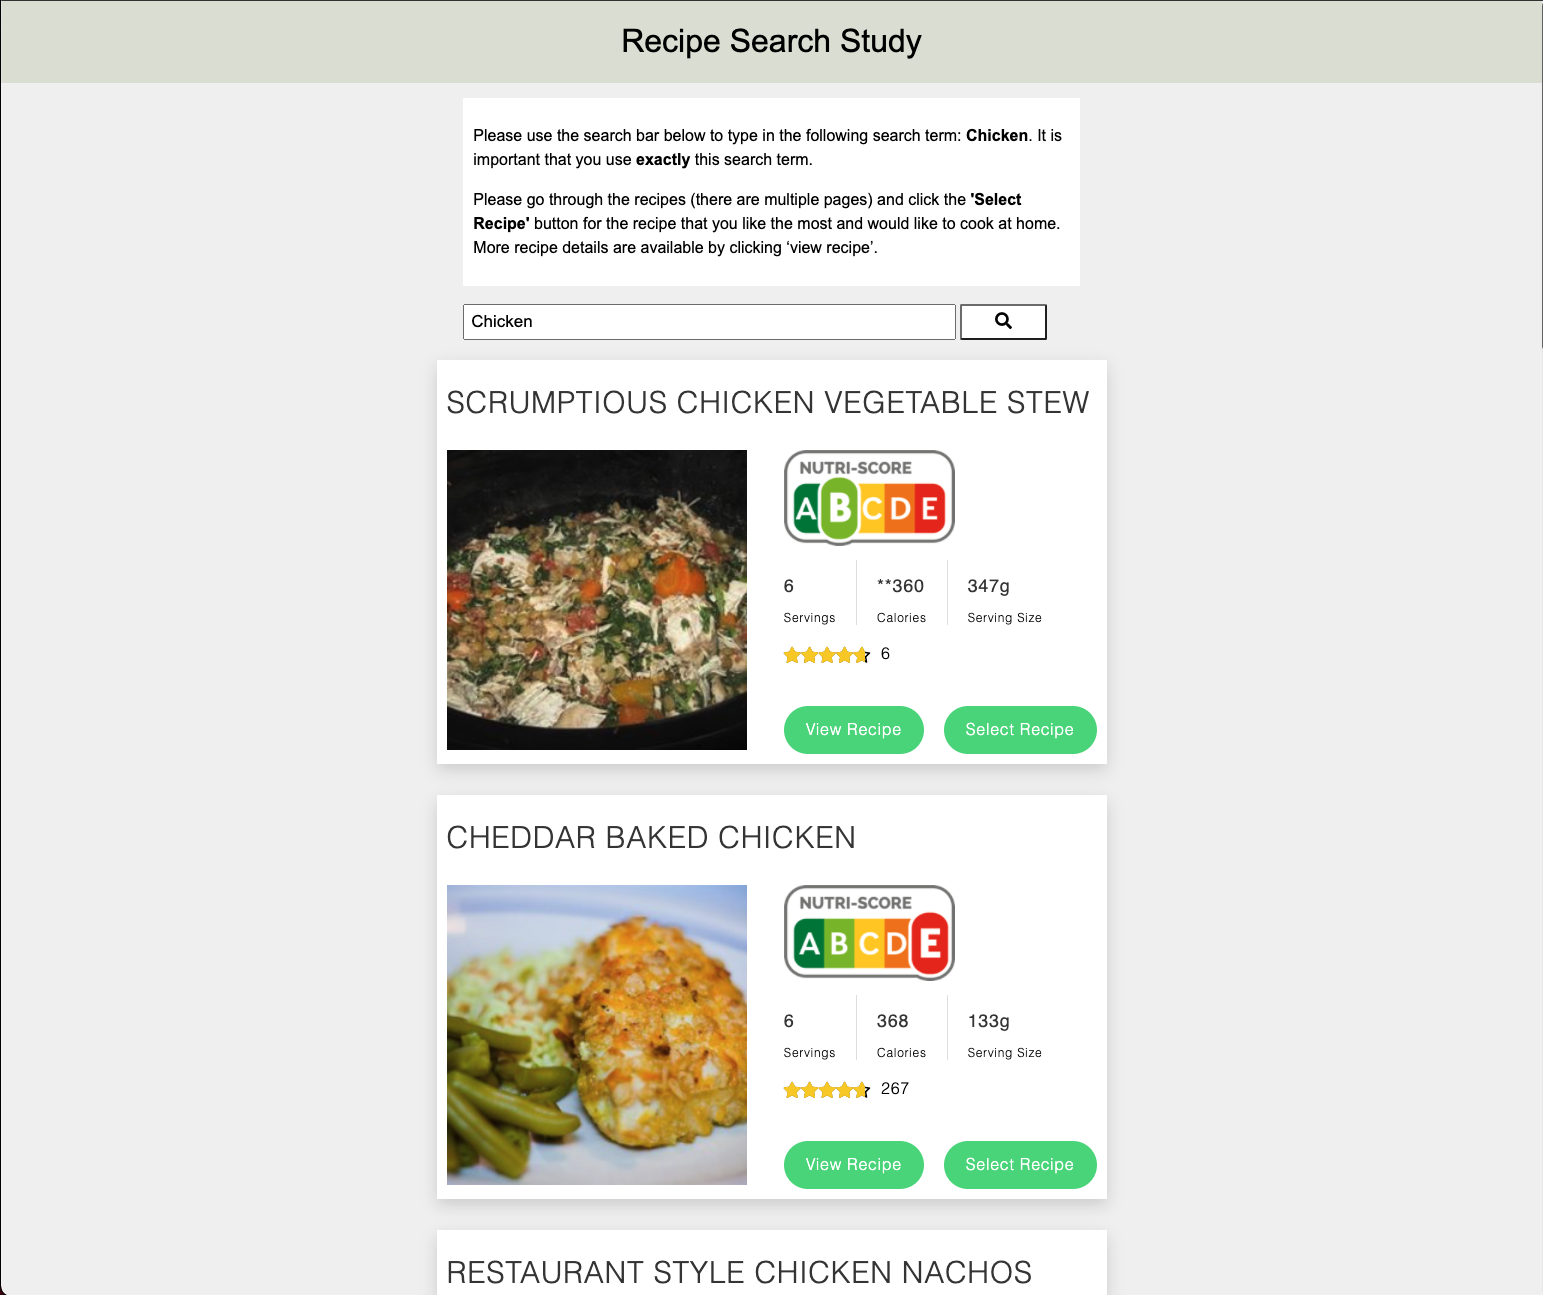 Recipe Search Study
Please use the search bar below to type in the following search term: Chicken. It is
important that you use exactly this search term.
Please go through the recipes (there are multiple pages) and click the 'Select
Recipe' button for the recipe that you like the most and would like to cook at home.
More recipe details are available by clicking ‘view recipe’.
Chicken
SCRUMPTIOUS CHICKEN VEGETABLE STEW
NUTRI-SCORE
A B C D E
6 **360 347g
Servings Calories Serving Size
6
View Recipe Select Recipe
CHEDDAR BAKED CHICKEN
NUTRI-SCORE
A B C D E
6 368 133g
Servings Calories Serving Size
267
View Recipe Select Recipe
RESTAURANT STYLE CHICKEN NACHOS